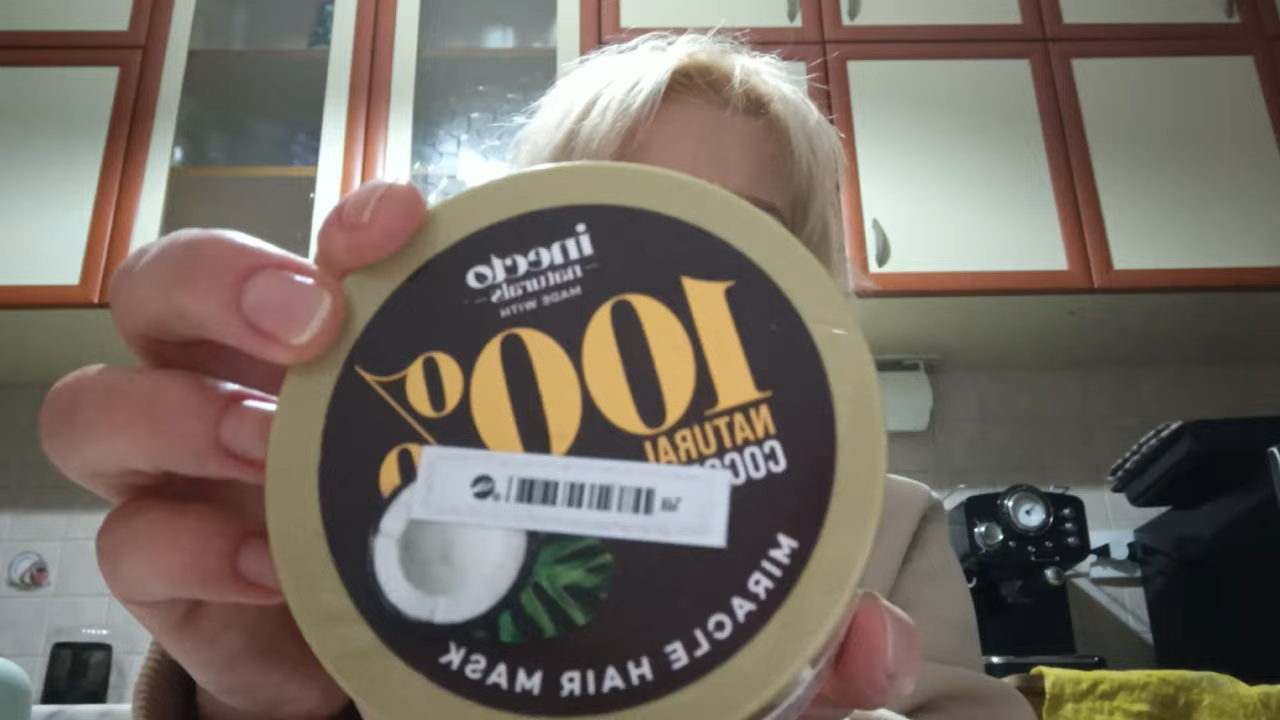 inecto
naturals
MADE WITH
100%
NATURAL
MIRACLE HAIR MASK